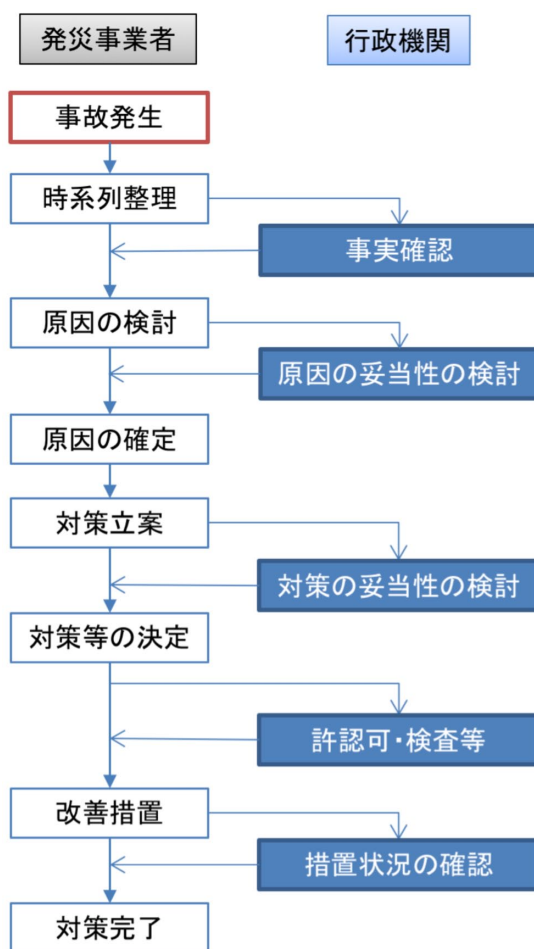 発災事業者
行政機関
事故発生
時系列整理
事実確認
原因の検討
原因の妥当性の検討
原因の確定
対策立案
対策の妥当性の検討
対策等の決定
許認可・検査等
改善措置
措置状況の確認
対策完了